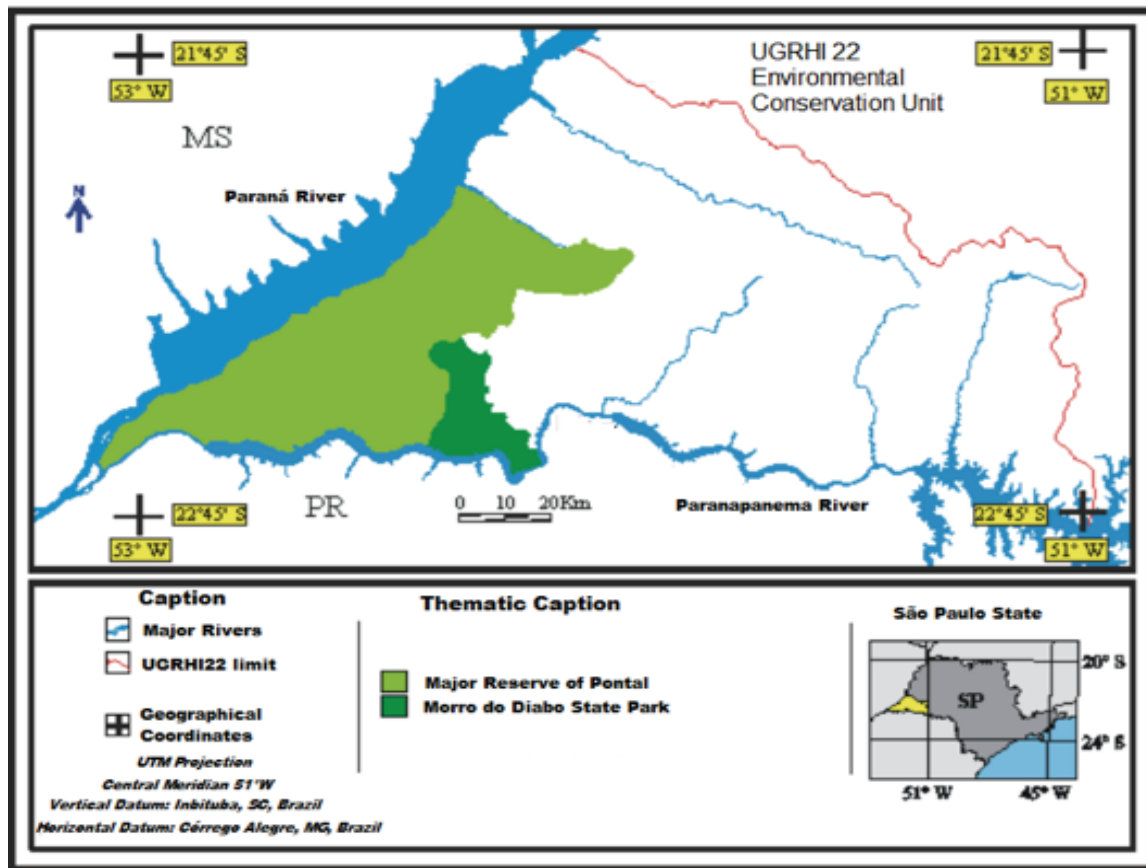 21°45' S
53° W
UGRHI 22
Environmental
Conservation Unit
21°45' S
51° W
MS
N
Paraná River
PR
0 10 20Km
Paranapanema River
22°45' S
53° W
22°45' S
51° W
Caption
Major Rivers
UGRHI22 limit
Geographical
Coordinates
UTM Projection
Central Meridian 51°W
Vertical Datum: Inbituba, SC, Brazil
Horizontal Datum: Córrego Alegre, MG, Brazil
Thematic Caption
Major Reserve of Pontal
Morro do Diabo State Park
São Paulo State
SP
20° S
24° S
51° W
45° W